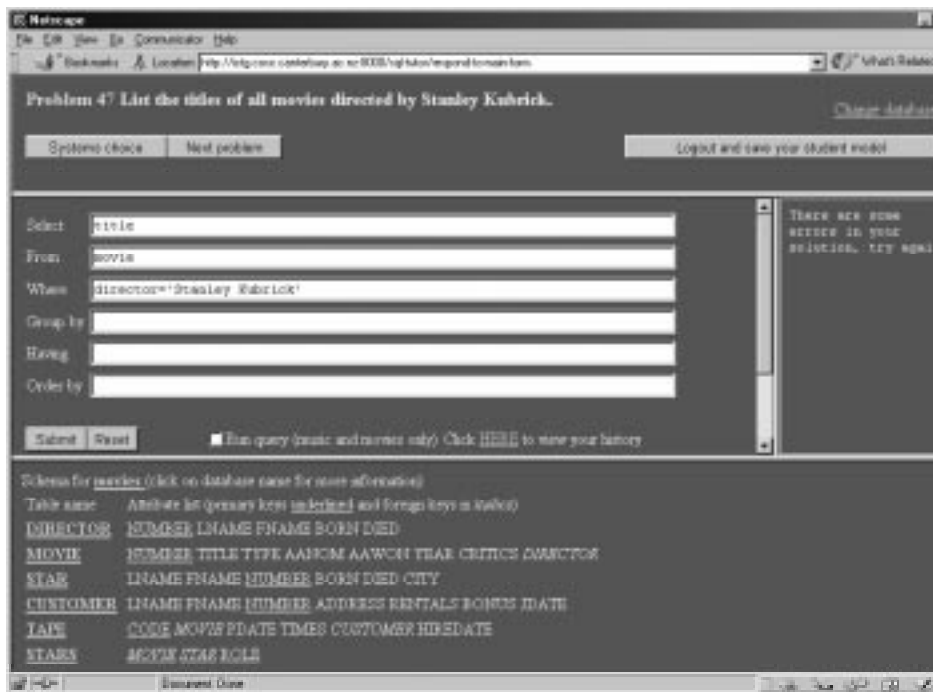 Netscape
File Edit View Go Communicator Help
Bookmarks Location What's Related
Problem 47 List the titles of all movies directed by Stanley Kubrick.
Change database
System's choice Next problem Logout and save your student model
Select title
From movie
Where director='Stanley Kubrick'
Group by
Having
Order by
There are some
errors in your
solution, try again
Submit Reset Run query (music and movies only) Click HERE to view your history
Schema for movies (click on database name for more information)
Table name Attribute list (primary keys underlined and foreign keys in italics)
DIRECTOR NUMBER LNAME FNAME BORN DIED
MOVIE NUMBER TITLE TYPE AANOM AAWON YEAR CRITICS DIRECTOR
STAR LNAME FNAME NUMBER BORN DIED CITY
CUSTOMER LNAME FNAME NUMBER ADDRESS RENTALS BONUS JDATE
TAPE CODE MOVIE PDATE TIMES CUSTOMER HIREDATE
STARS MOVIE STAR ROLE
Document: Done